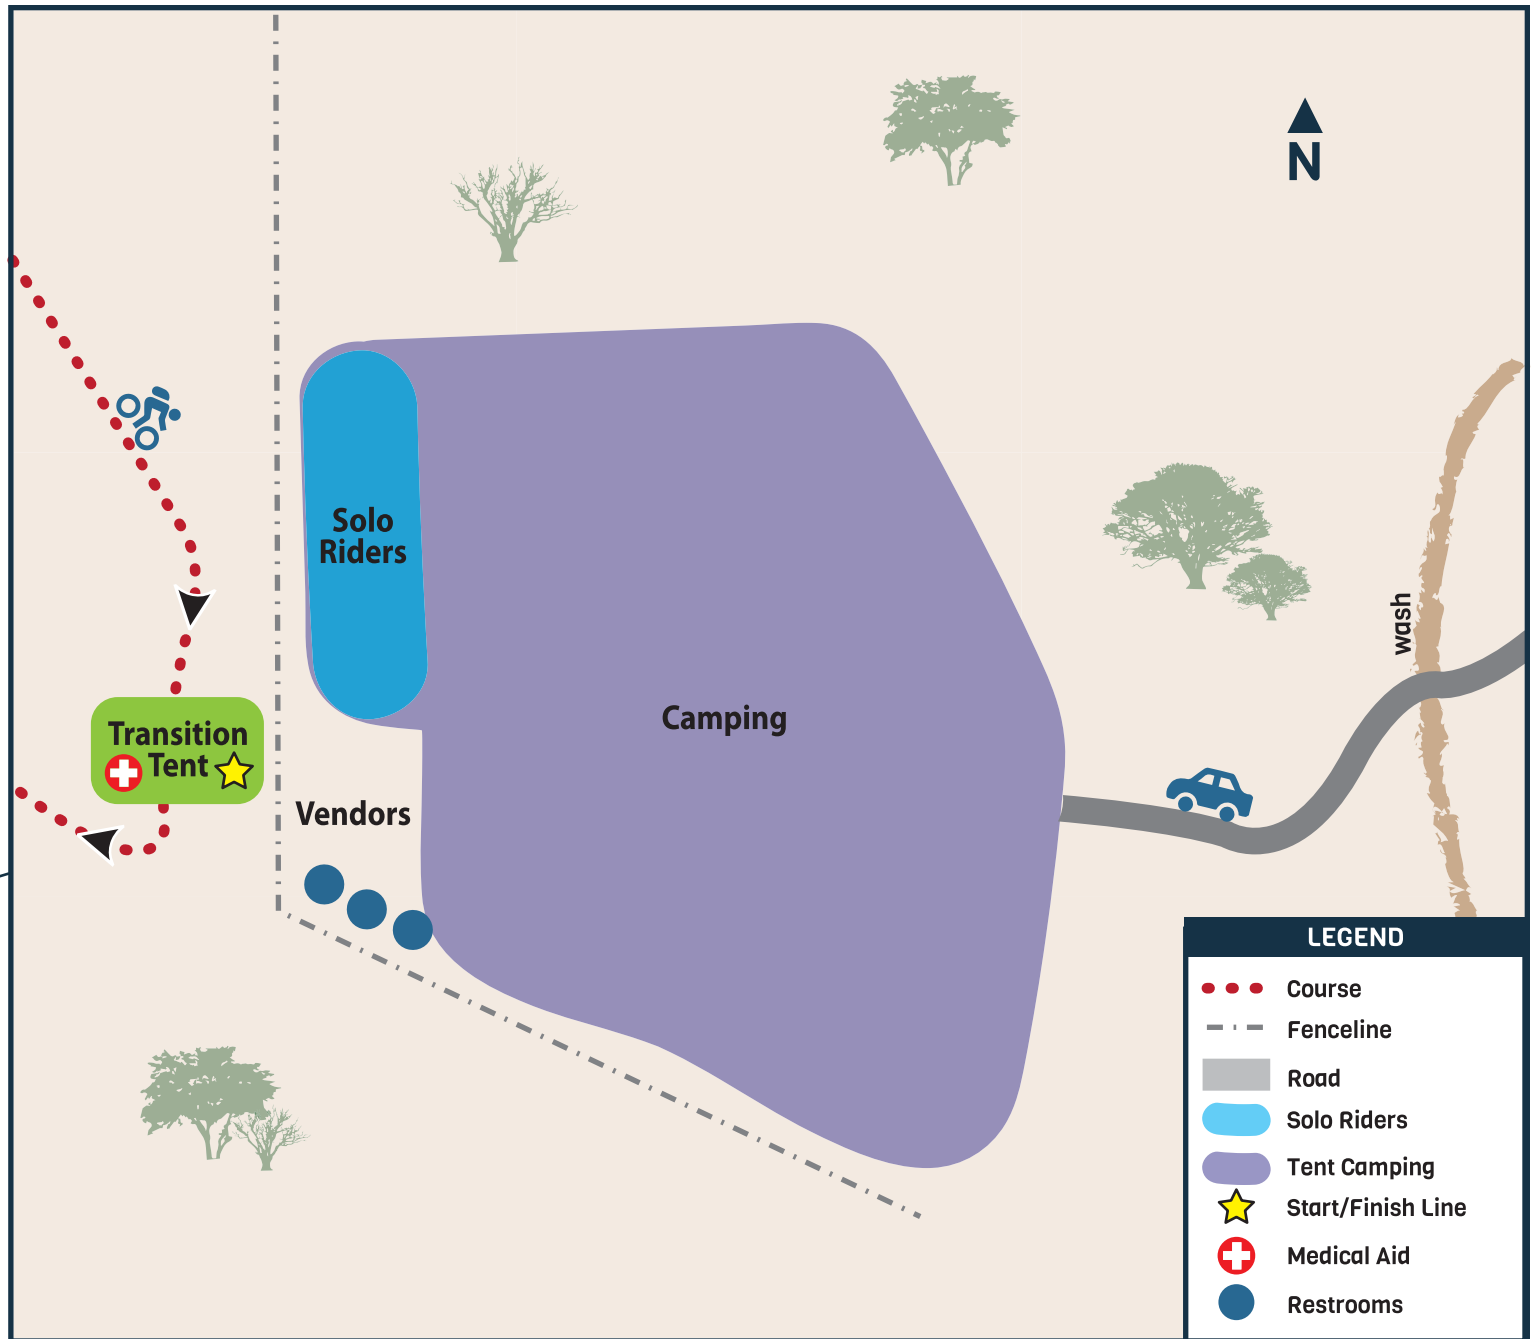 N
Solo
Riders
wash
Camping
Transition
Tent
Vendors
LEGEND
Course
Fenceline
Road
Solo Riders
Tent Camping
Start/Finish Line
Medical Aid
Restrooms